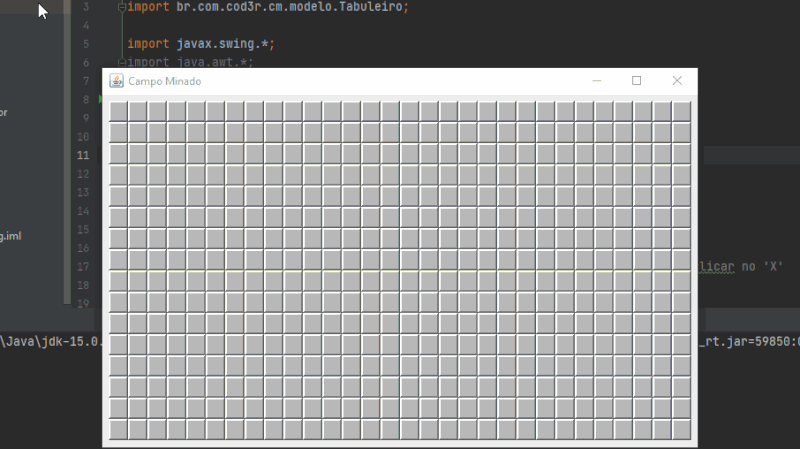 3 import br.com.cod3r.cm.modelo.Tabuleiro;
4
5 import javax.swing.*;
6 import java.awt.*;
7
Campo Minado
8
or
9
10
11
12
13
14
15
g.iml
16
17 licar no 'X'
18
19
\Java\jdk-15.0. _rt.jar=59850: